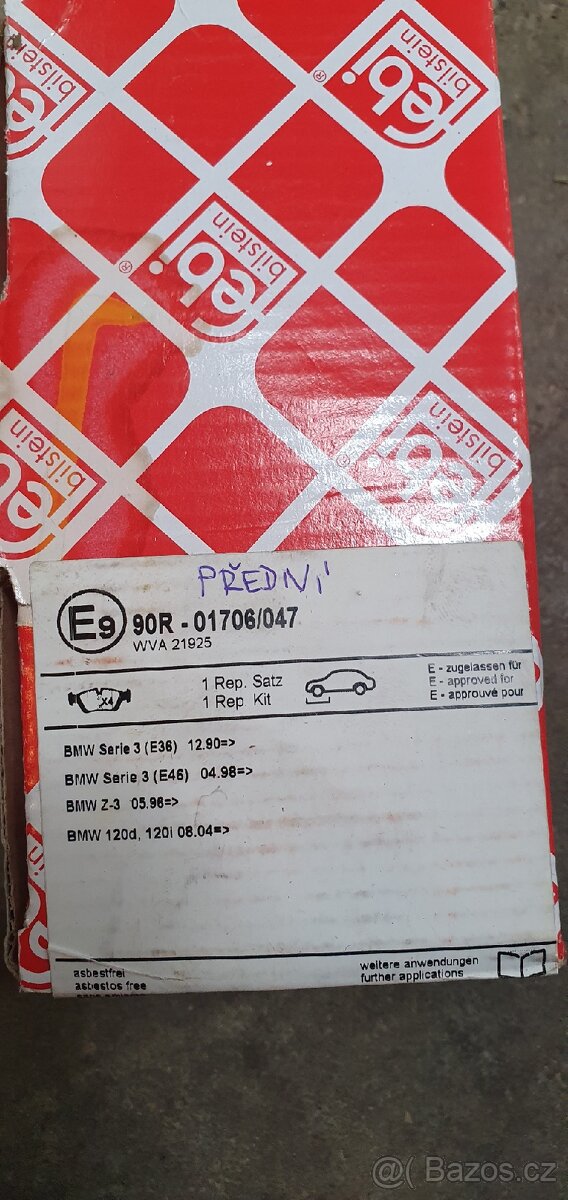 febi
bilstein
®
bilstein
febi
bilstein
®
febi
bilstein
®
PŘEDNÍ
E9 90R - 01706/047
WVA 21925
X4
1 Rep. Satz
1 Rep Kit
E - zugelassen für
E - approved for
E - approuvé pour
BMW Serie 3 (E36) 12.90=>
BMW Serie 3 (E46) 04.98=>
BMW Z-3 05.96=>
BMW 120d, 120i 08.04=>
asbestfrei
asbestos free
weitere anwendungen
further applications
@ Bazos.cz